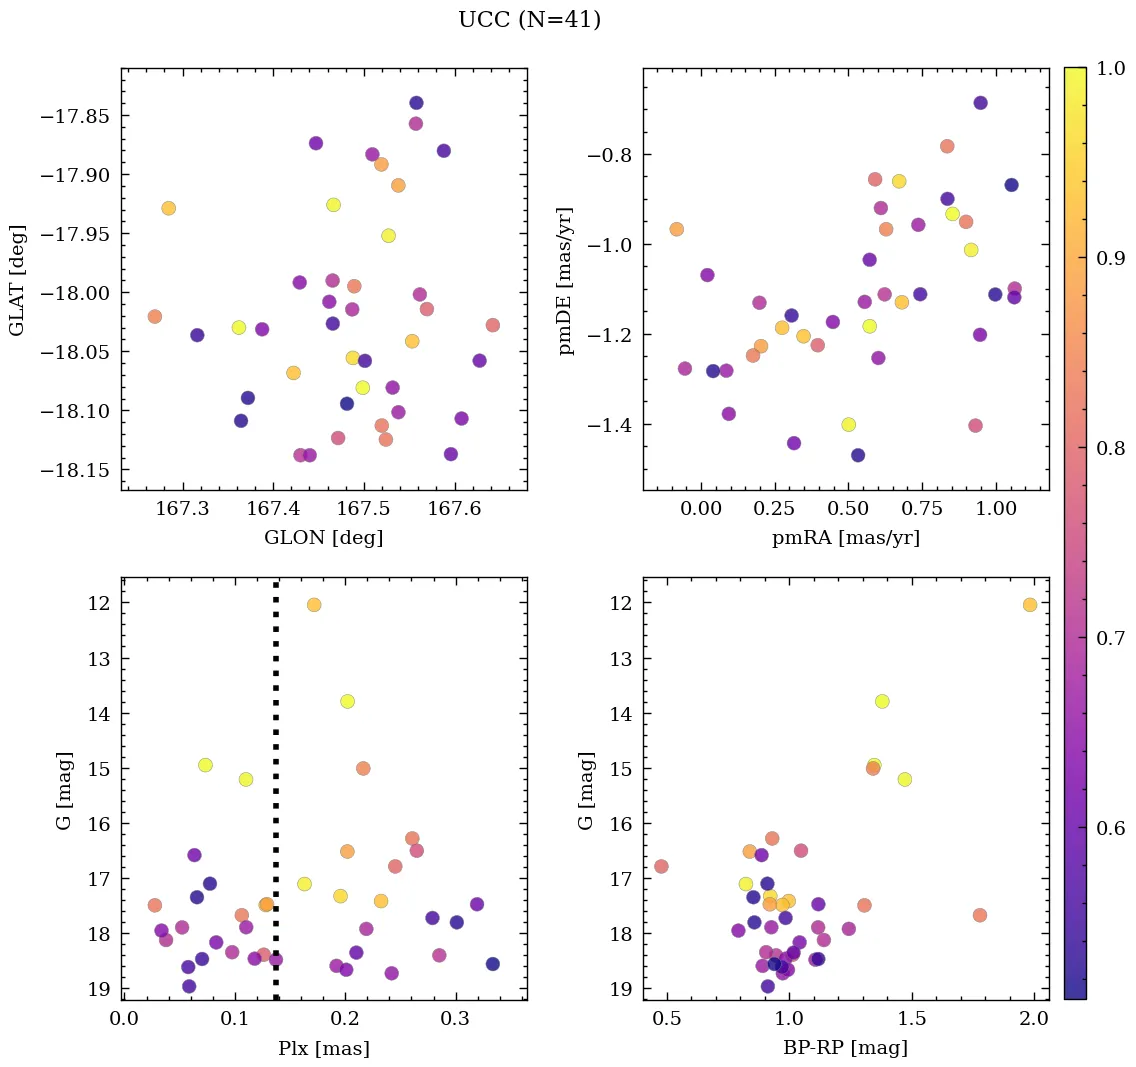 UCC (N=41)
−17.85
−17.90
−17.95
−18.00
−18.05
−18.10
−18.15
GLAT [deg]
167.3 167.4 167.5 167.6
GLON [deg]
−0.8
−1.0
−1.2
−1.4
pmDE [mas/yr]
0.00 0.25 0.50 0.75 1.00
pmRA [mas/yr]
1.0
0.9
0.8
0.7
0.6
12
13
14
15
16
17
18
19
G [mag]
0.0 0.1 0.2 0.3
Plx [mas]
12
13
14
15
16
17
18
19
G [mag]
0.5 1.0 1.5 2.0
BP-RP [mag]